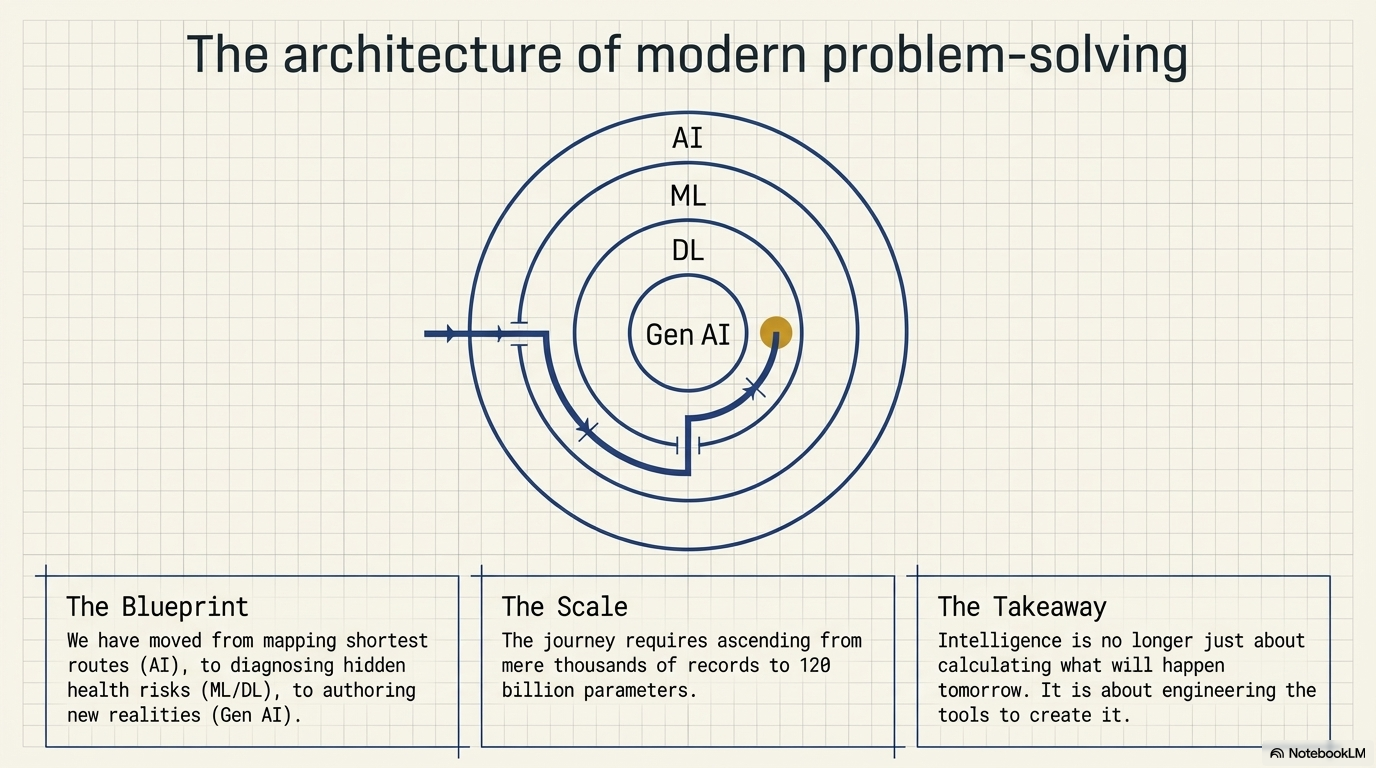 The architecture of modern problem-solving
AI
ML
DL
Gen AI
The Blueprint
We have moved from mapping shortest
routes (AI), to diagnosing hidden
health risks (ML/DL), to authoring
new realities (Gen AI).
The Scale
The journey requires ascending from
mere thousands of records to 120
billion parameters.
The Takeaway
Intelligence is no longer just about
calculating what will happen
tomorrow. It is about engineering the
tools to create it.
NotebookLM